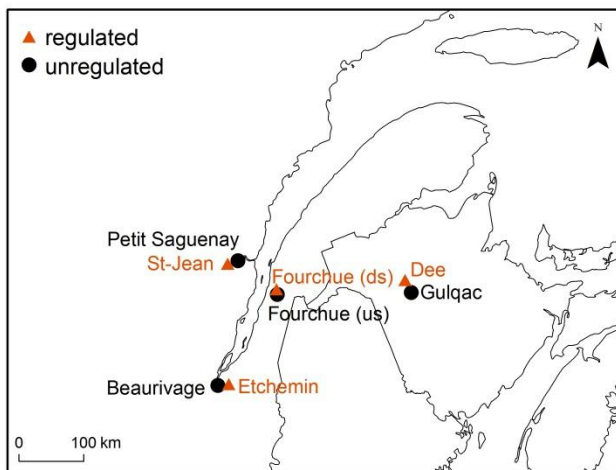 regulated
N
unregulated
Petit Saguenay
St-Jean
Fourchue (ds)
Dee
Gulqac
Fourchue (us)
Beaurivage
Etchemin
0 100 km